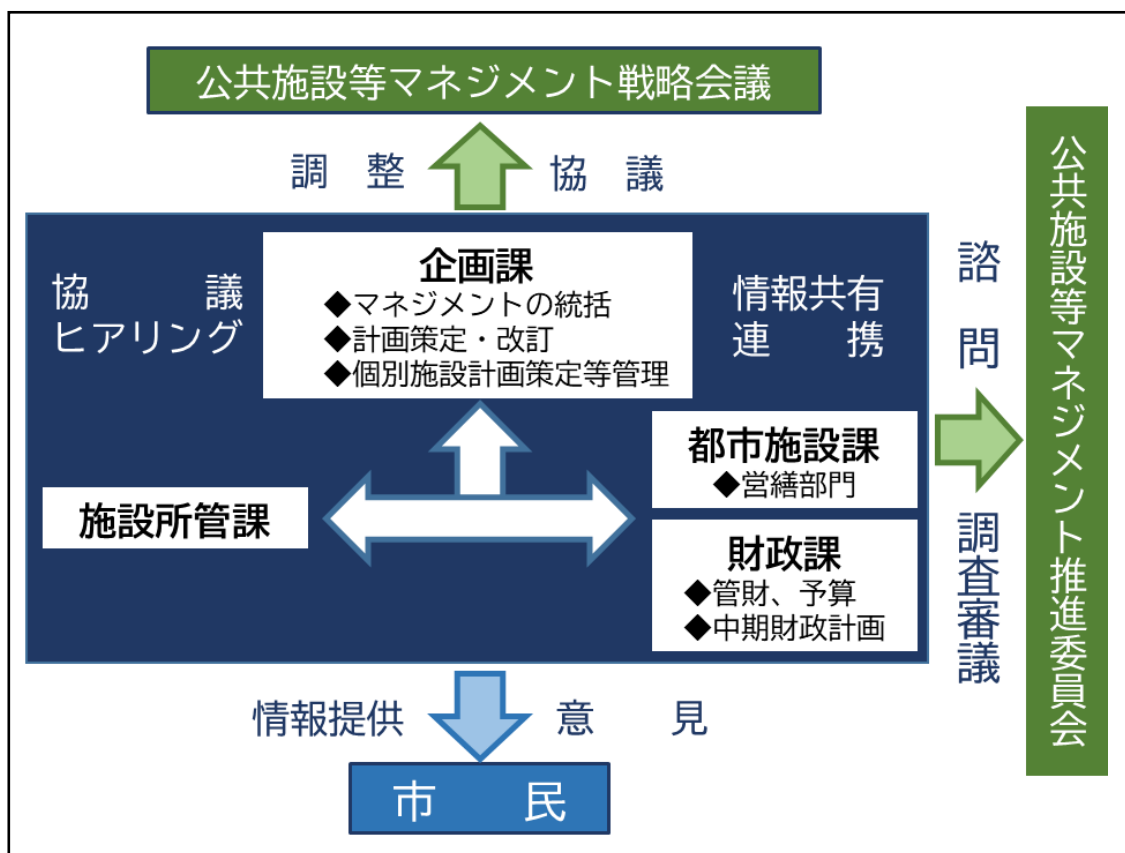 公共施設等マネジメント戦略会議
調 整
協 議
協 議
ヒアリング
企画課
◆マネジメントの統括
◆計画策定・改訂
◆個別施設計画策定等管理
情報共有
連 携
施設所管課
都市施設課
◆営繕部門
財政課
◆管財、予算
◆中期財政計画
諮 問
調査審議
公共施設等マネジメント推進委員会
情報提供
意 見
市 民